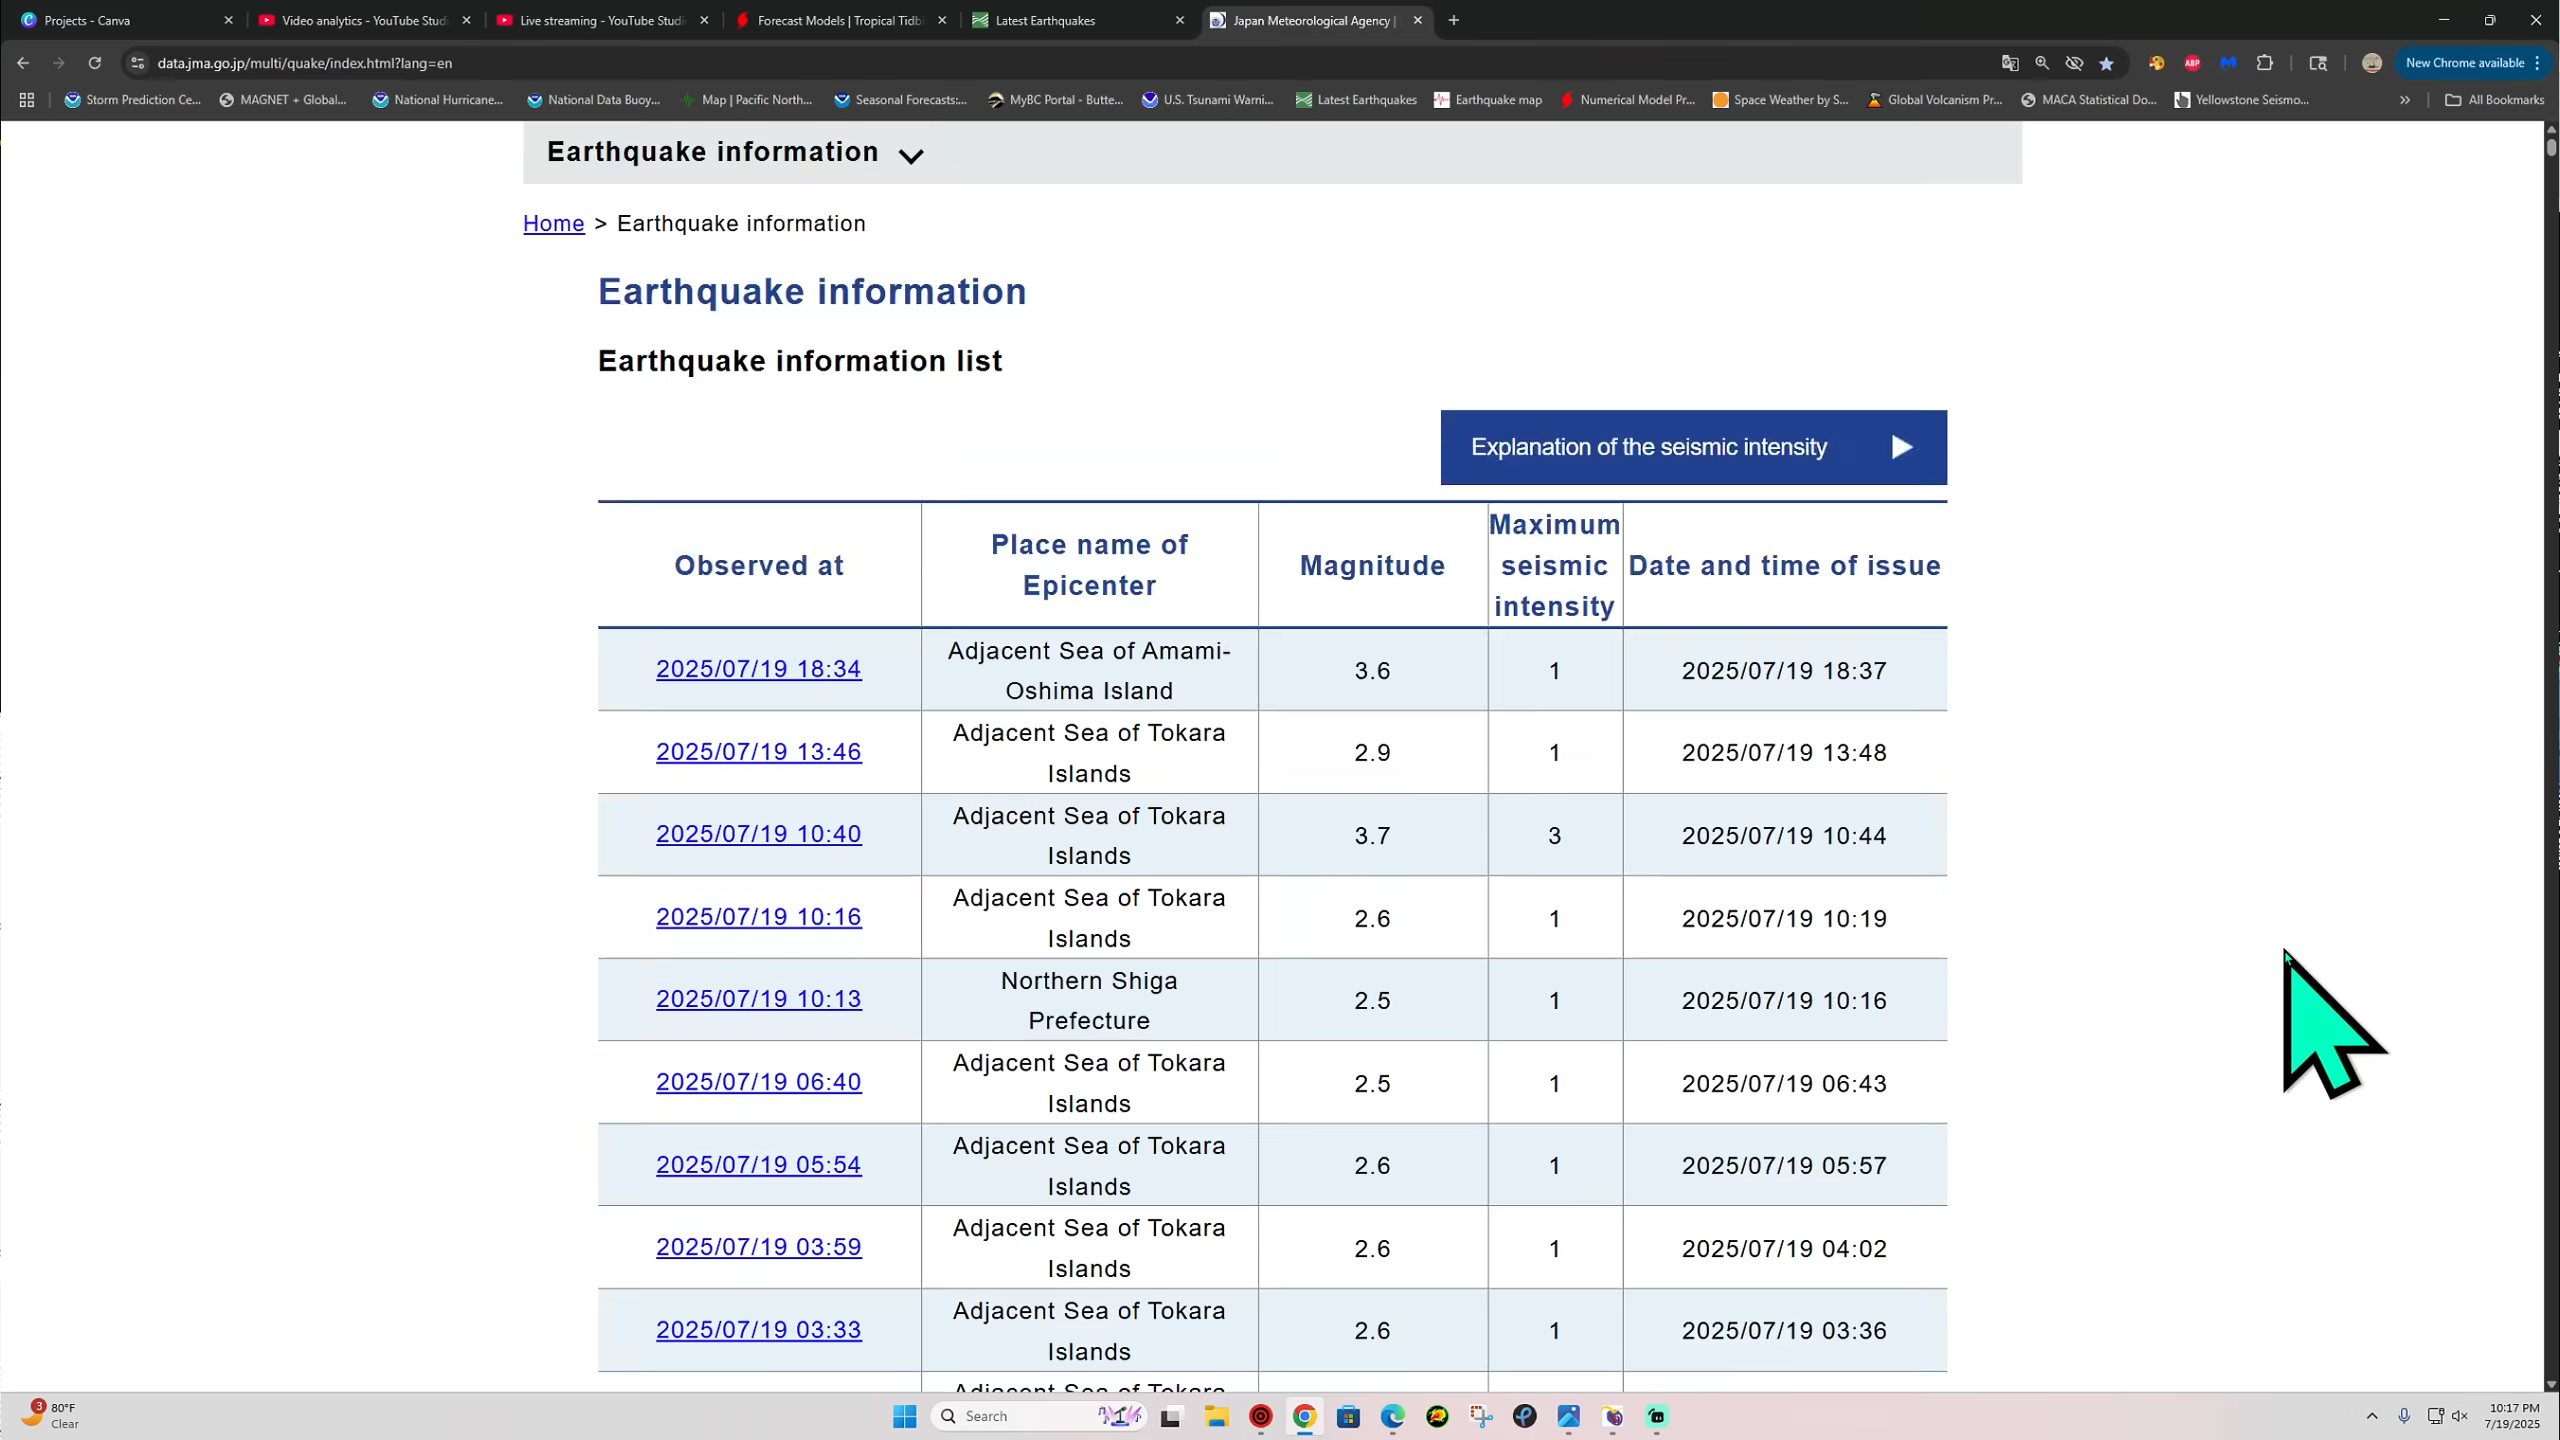 Projects - Canva
Video analytics - YouTube Studi
Live streaming - YouTube Studi
Forecast Models | Tropical Tidb
Latest Earthquakes
Japan Meteorological Agency |
data.jma.go.jp/multi/quake/index.html?lang=en
ABP
New Chrome available
Storm Prediction Ce...
MAGNET + Global...
National Hurricane...
National Data Buoy...
Map | Pacific North...
Seasonal Forecasts:...
MyBC Portal - Butte...
U.S. Tsunami Warni...
Latest Earthquakes
Earthquake map
Numerical Model Pr...
Space Weather by S...
Global Volcanism Pr...
MACA Statistical Do...
Yellowstone Seismo...
All Bookmarks
Earthquake information
Home > Earthquake information
Earthquake information
Earthquake information list
Explanation of the seismic intensity
Observed at
Place name of
Epicenter
Magnitude
Maximum
seismic
intensity
Date and time of issue
2025/07/19 18:34
Adjacent Sea of Amami-
Oshima Island
3.6
1
2025/07/19 18:37
2025/07/19 13:46
Adjacent Sea of Tokara
Islands
2.9
1
2025/07/19 13:48
2025/07/19 10:40
Adjacent Sea of Tokara
Islands
3.7
3
2025/07/19 10:44
2025/07/19 10:16
Adjacent Sea of Tokara
Islands
2.6
1
2025/07/19 10:19
2025/07/19 10:13
Northern Shiga
Prefecture
2.5
1
2025/07/19 10:16
2025/07/19 06:40
Adjacent Sea of Tokara
Islands
2.5
1
2025/07/19 06:43
2025/07/19 05:54
Adjacent Sea of Tokara
Islands
2.6
1
2025/07/19 05:57
2025/07/19 03:59
Adjacent Sea of Tokara
Islands
2.6
1
2025/07/19 04:02
2025/07/19 03:33
Adjacent Sea of Tokara
Islands
2.6
1
2025/07/19 03:36
Adjacent Sea of Tokara
3
80°F
Clear
Search
10:17 PM
7/19/2025